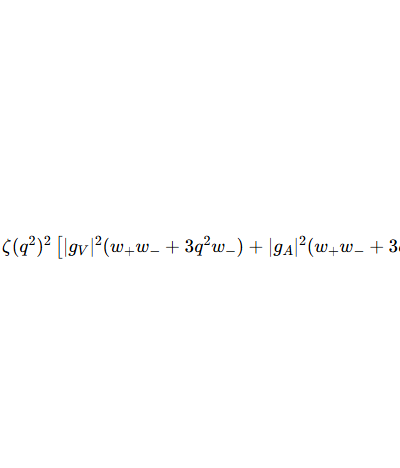 ζ(q²)² [|g_V|²(w₊w₋ + 3q²w₋) + |g_A|²(w₊w₋ + 3